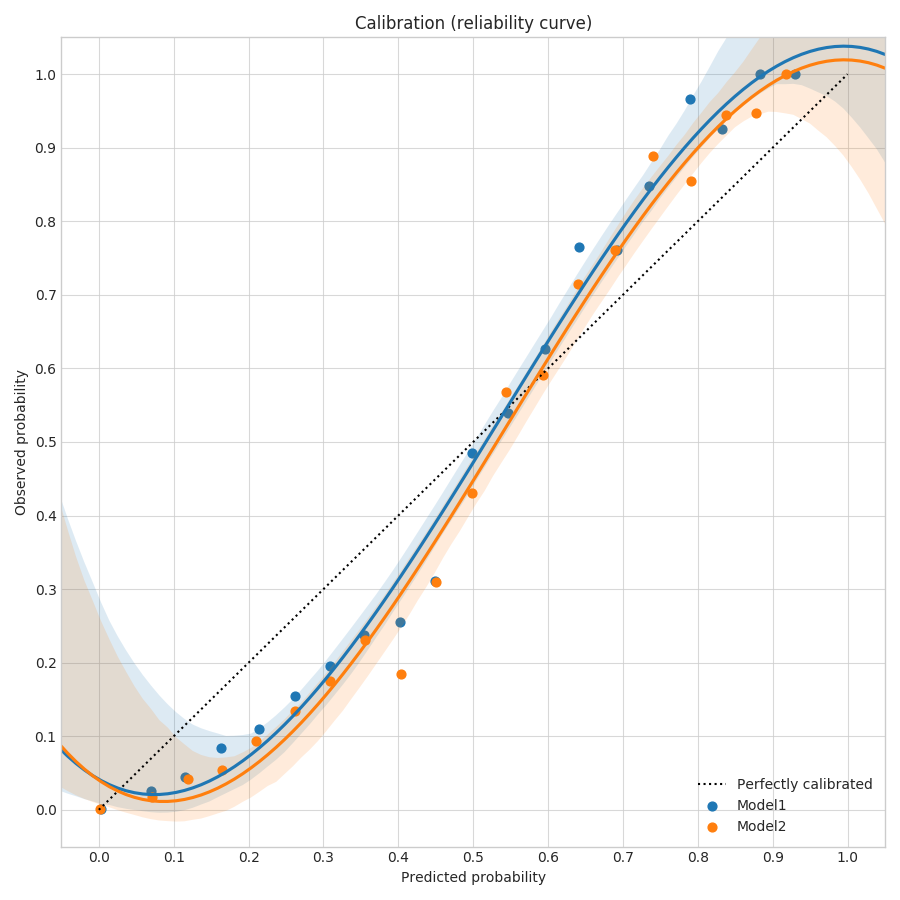 Calibration (reliability curve)
1.0
0.9
0.8
0.7
0.6
0.5
0.4
0.3
0.2
0.1
0.0
Observed probability
Perfectly calibrated
Model1
Model2
0.0 0.1 0.2 0.3 0.4 0.5 0.6 0.7 0.8 0.9 1.0
Predicted probability